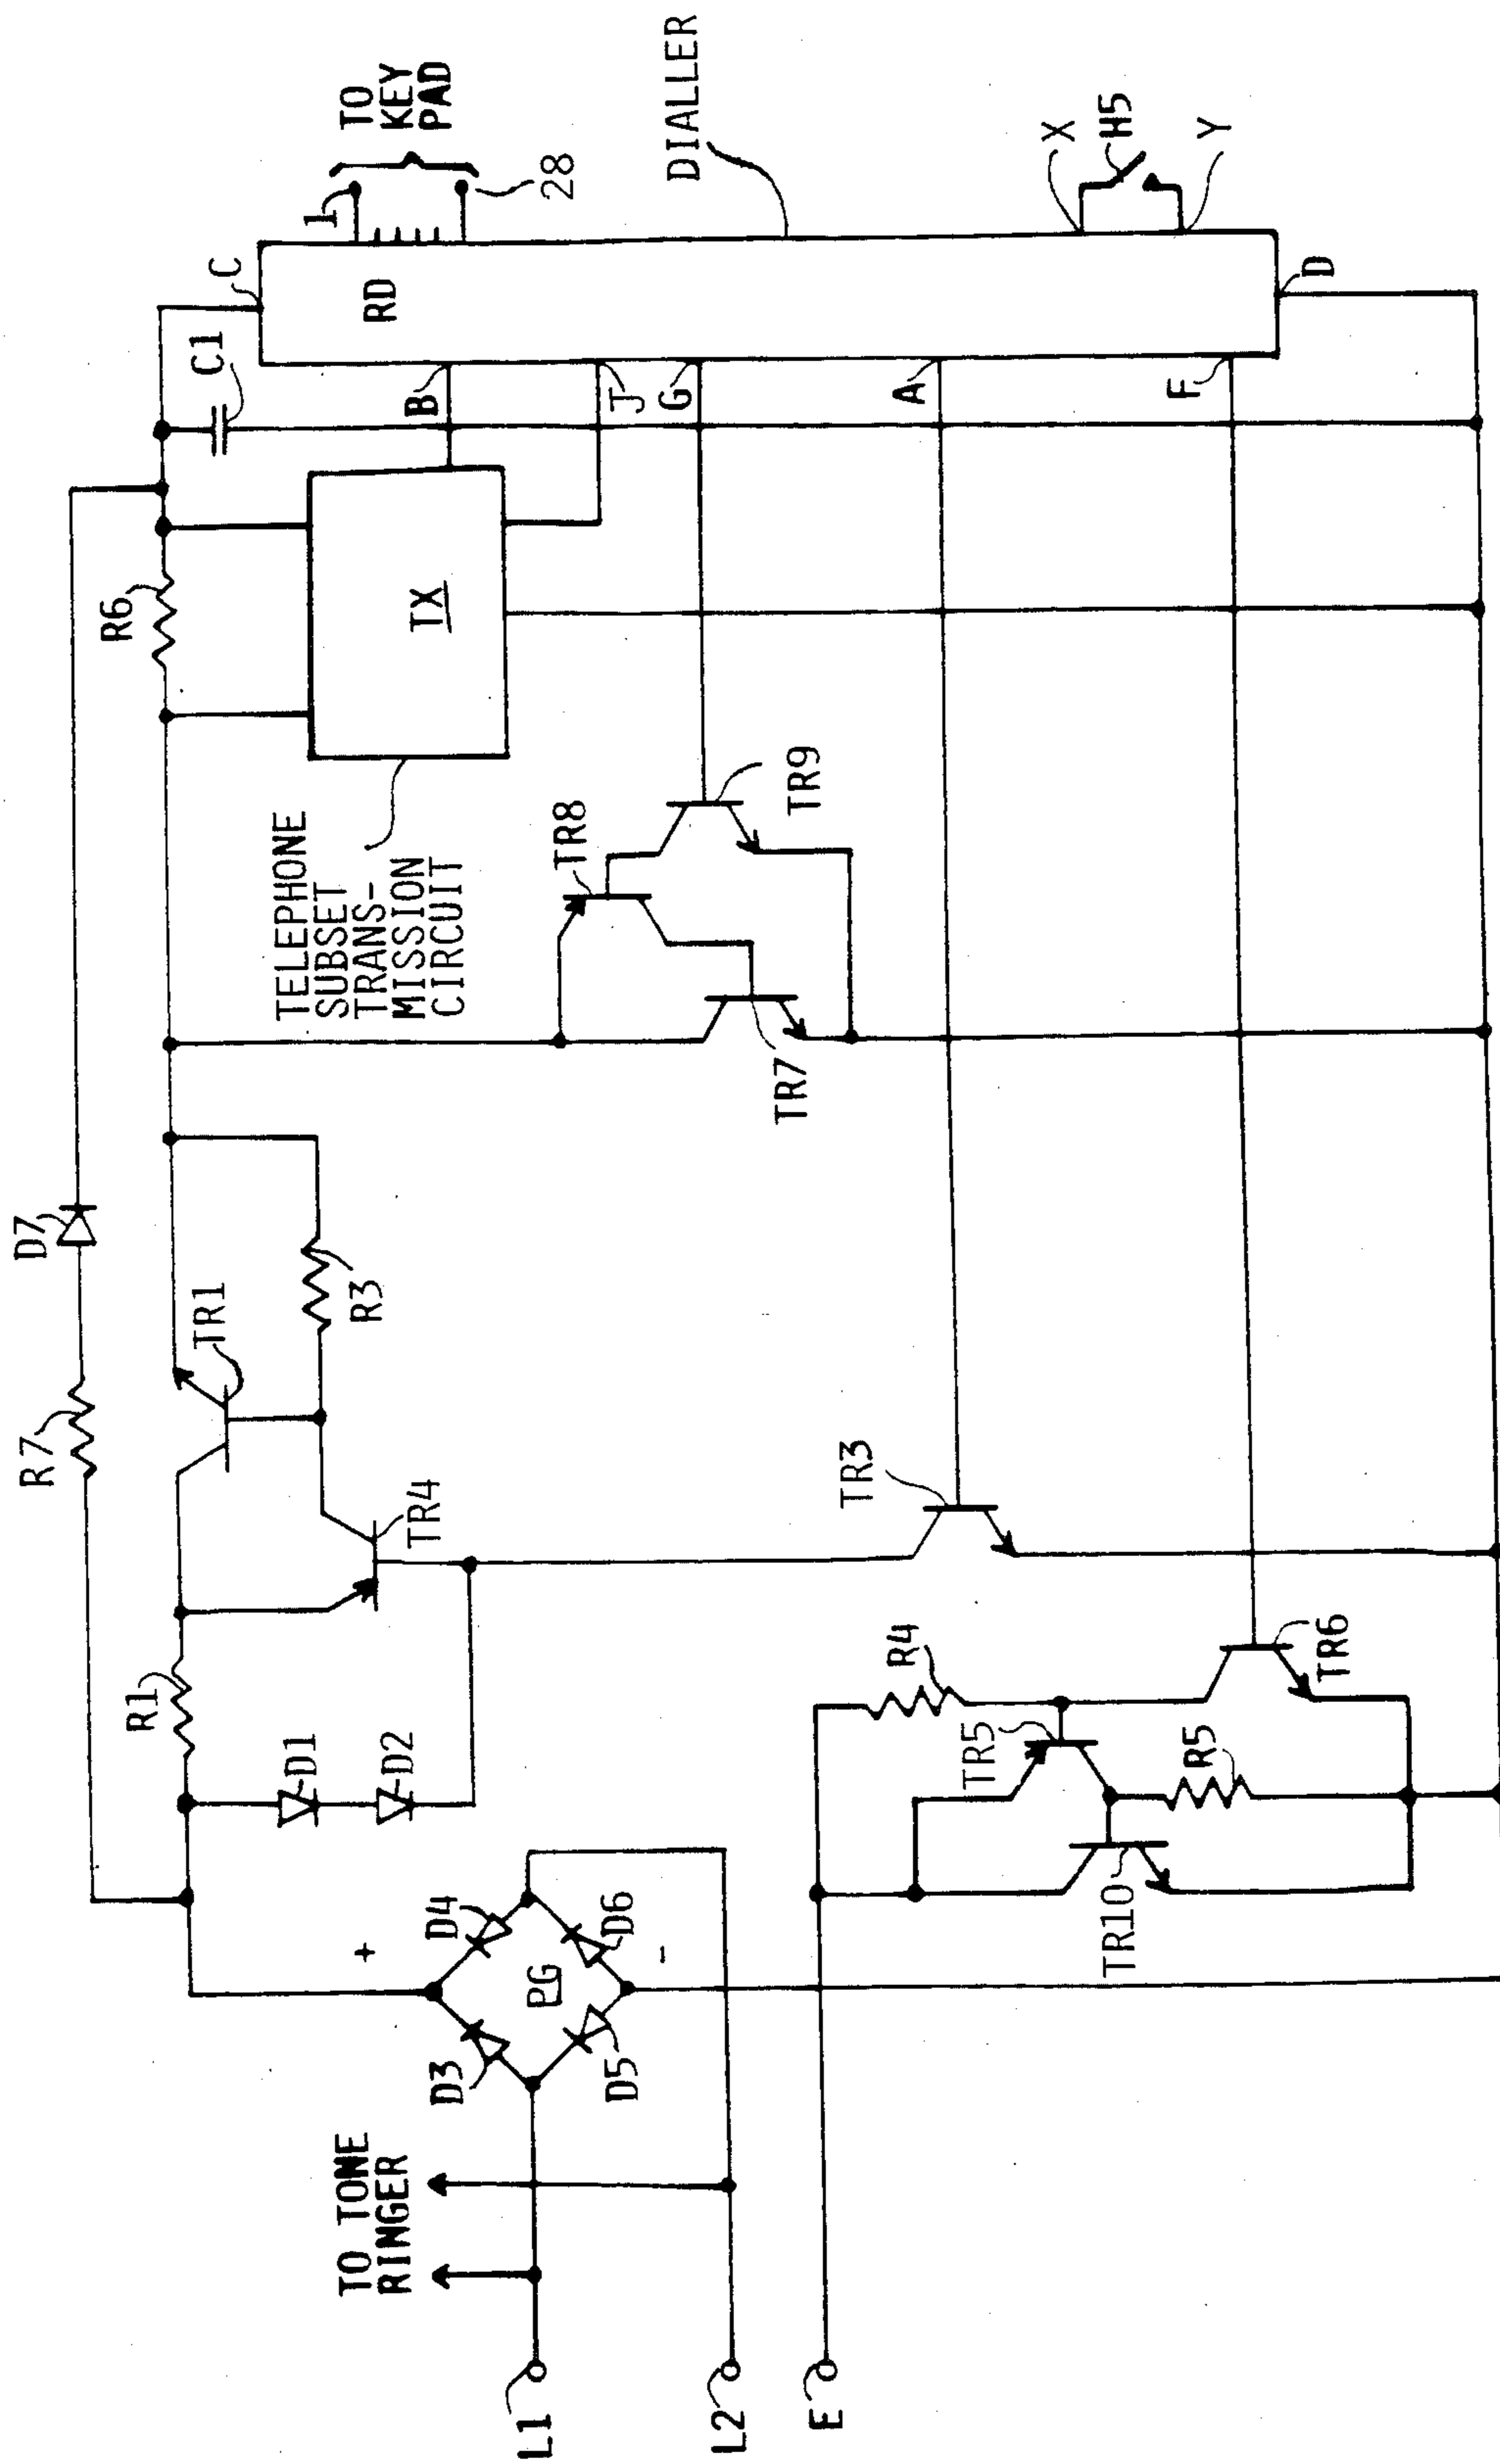 D7
R7
R6
C1
C
1
TO
KEY
PAD
28
RD
DIALLER
X
H5
Y
D
B
J
G
A
F
TX
TELEPHONE
SUBSET
TRANS-
MISSION
CIRCUIT
TR8
TR9
TR7
TR1
R3
TR4
TR3
R1
D1
D2
R4
TR5
R5
TR6
TR10
+
-
D4
D6
PG
D3
D5
TO TONE
RINGER
L1
L2
E